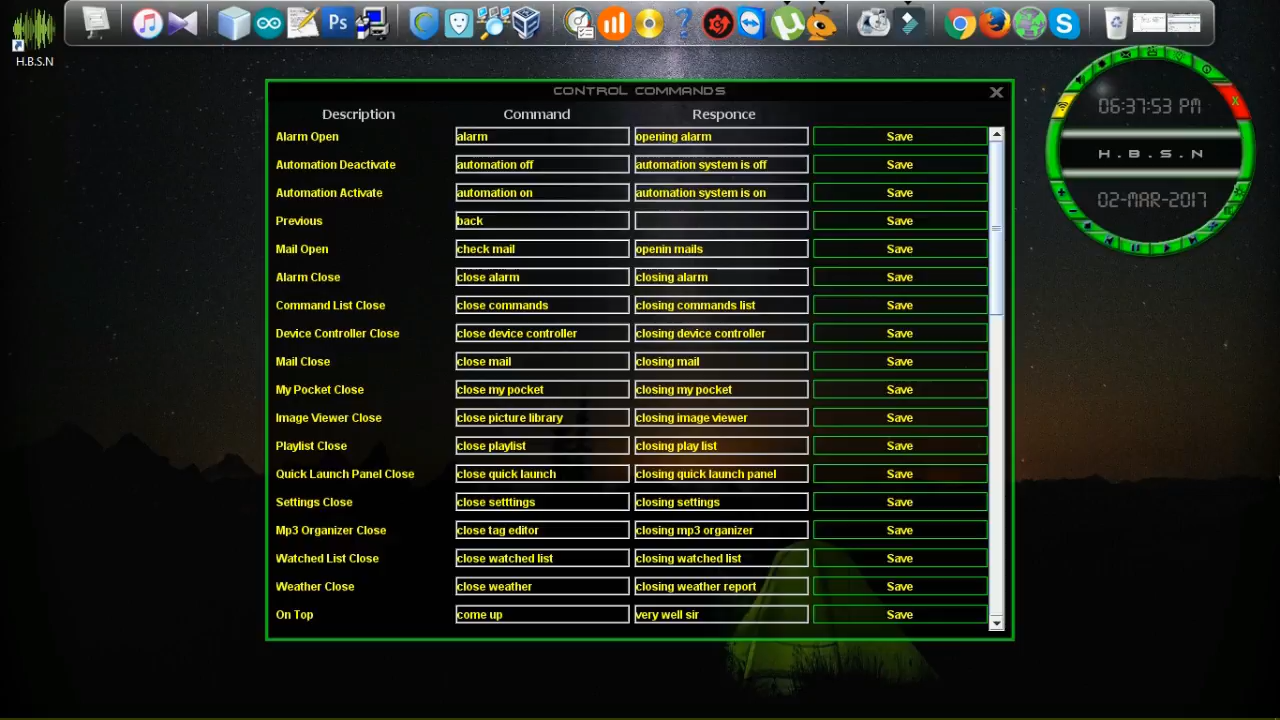 H.B.S.N
Ps
S
CONTROL COMMANDS X
Description Command Responce
Alarm Open alarm opening alarm Save
Automation Deactivate automation off automation system is off Save
Automation Activate automation on automation system is on Save
Previous back Save
Mail Open check mail openin mails Save
Alarm Close close alarm closing alarm Save
Command List Close close commands closing commands list Save
Device Controller Close close device controller closing device controller Save
Mail Close close mail closing mail Save
My Pocket Close close my pocket closing my pocket Save
Image Viewer Close close picture library closing image viewer Save
Playlist Close close playlist closing play list Save
Quick Launch Panel Close close quick launch closing quick launch panel Save
Settings Close close setttings closing settings Save
Mp3 Organizer Close close tag editor closing mp3 organizer Save
Watched List Close close watched list closing watched list Save
Weather Close close weather closing weather report Save
On Top come up very well sir Save
06:37:53 PM
X
H.B.S.N
02-MAR-2017